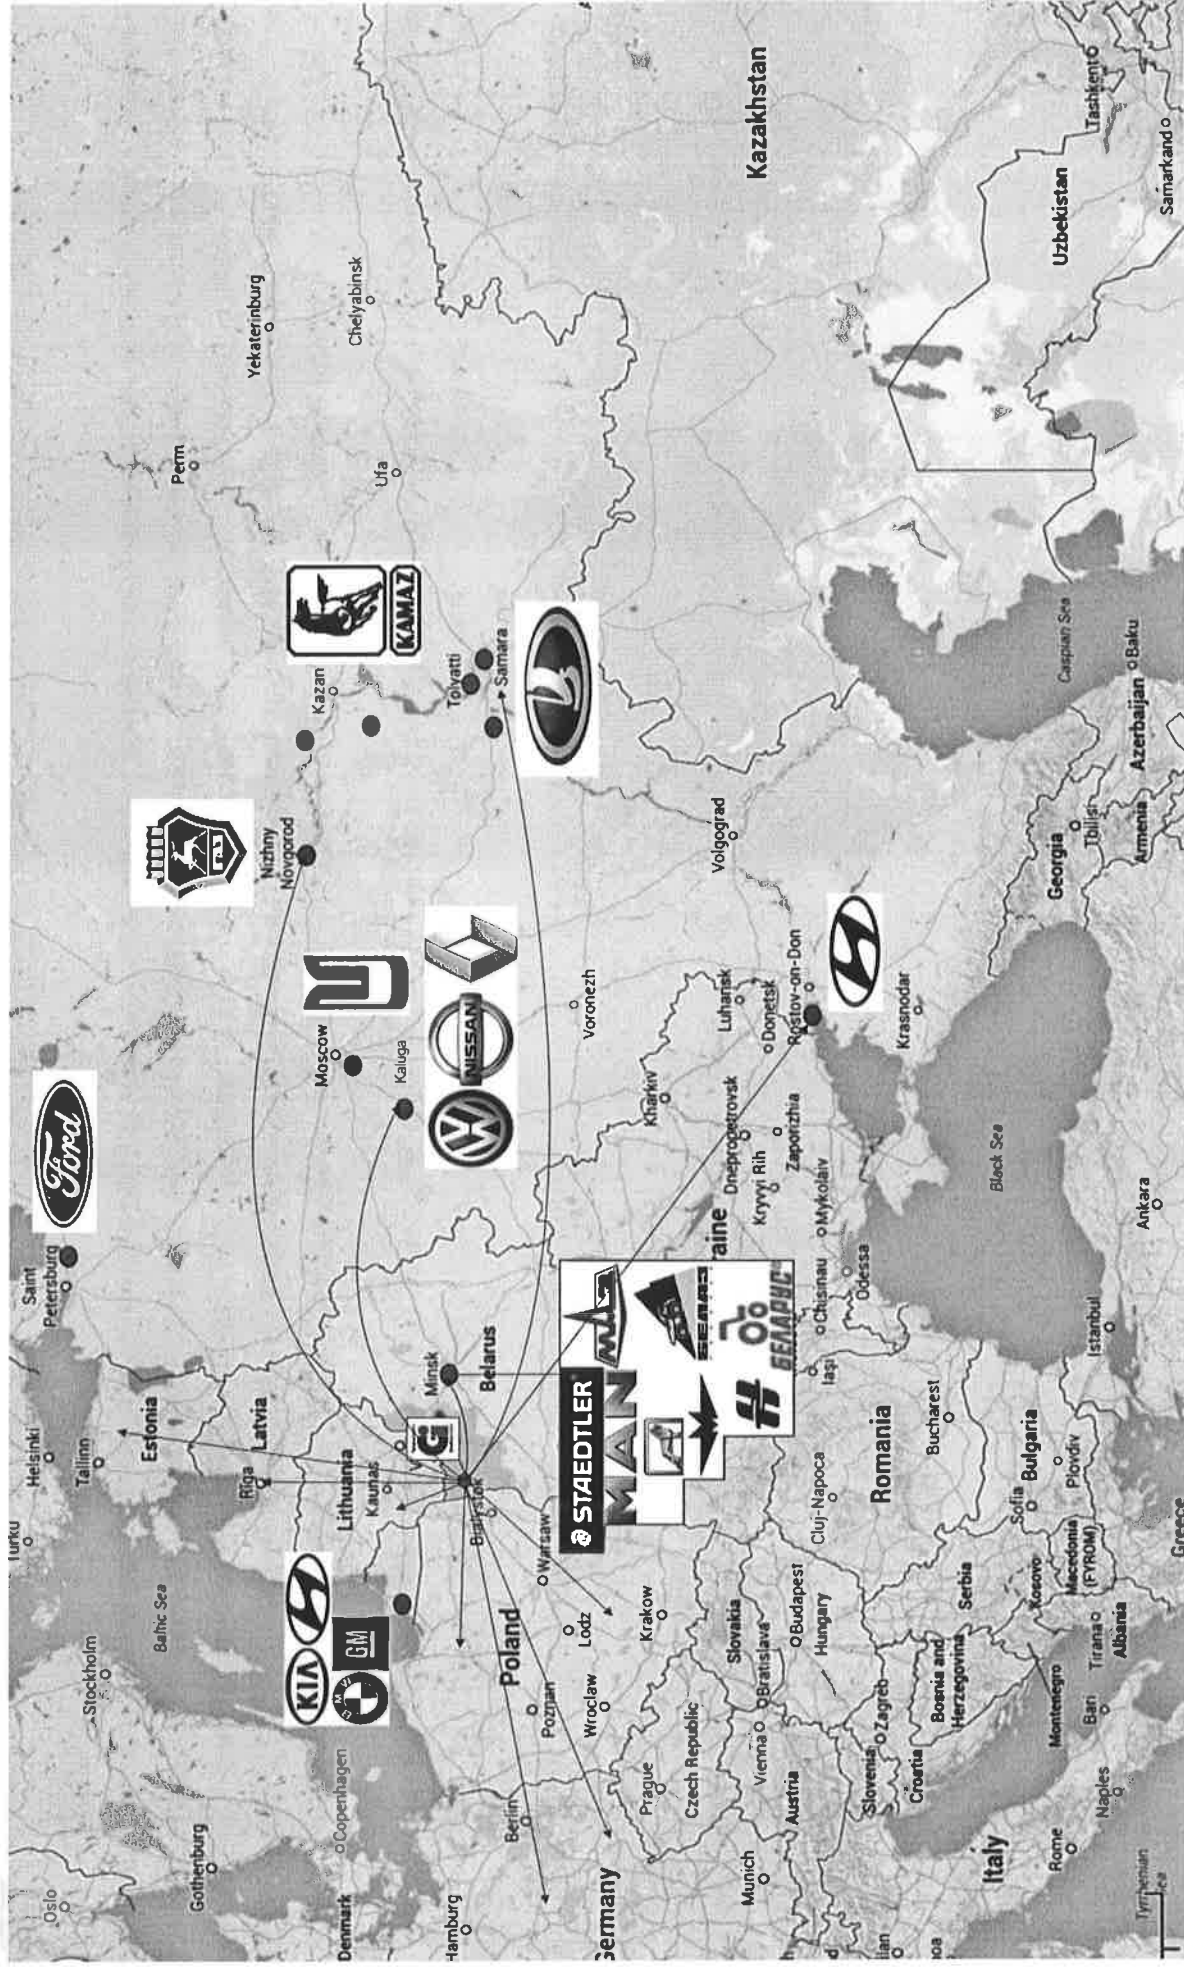 Oslo
Gothenburg
Denmark
Copenhagen
Hamburg
Stockholm
Baltic Sea
Turku
Helsinki
Tallinn
Estonia
Latvia
Riga
Lithuania
Kaunas
Saint
Petersburg
Ford
Moscow
Kaluga
Nizhny
Novgorod
Kazan
KAMAZ
Perm
Yekaterinburg
Chelyabinsk
Ufa
Tolyatti
Samara
NISSAN
KIA
GM
BMW
G
Minsk
Belarus
Bialystok
Warsaw
Poland
Lodz
Poznan
Wroclaw
Krakow
Berlin
Germany
Prague
Czech Republic
Munich
Vienna
Austria
Bratislava
Slovakia
Budapest
Hungary
STAEDTLER
MAN
БЕЛАЗ
БЕЛАРУС
raine
Kharkiv
Dnepropetrovsk
Kryvyi Rih
Zaporizhia
Mykolaiv
Odessa
Chisinau
Iasi
Luhansk
Donetsk
Rostov-on-Don
Voronezh
Volgograd
Krasnodar
Kazakhstan
Uzbekistan
Tashkent
Samarkand
Caspian Sea
Baku
Azerbaijan
Armenia
Tbilisi
Georgia
Black Sea
Ankara
Istanbul
Romania
Cluj-Napoca
Bucharest
Bulgaria
Sofia
Plovdiv
Serbia
Kosovo
Macedonia
(FYROM)
Albania
Tirana
Montenegro
Bosnia and
Herzegovina
Croatia
Zagreb
Slovenia
Italy
Rome
Naples
Bari
Tyrrhenian
Sea
Greece